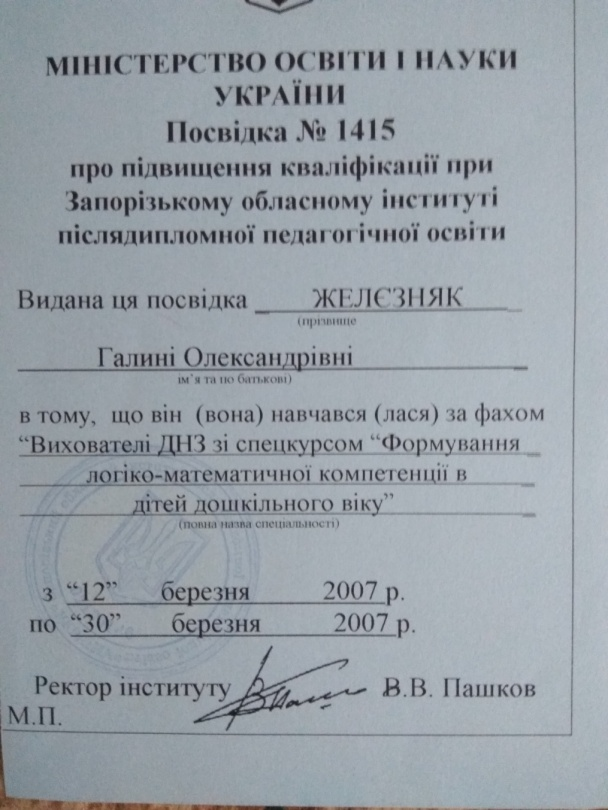 МІНІСТЕРСТВО ОСВІТИ І НАУКИ
УКРАЇНИ
Посвідка № 1415
про підвищення кваліфікації при
Запорізькому обласному інституті
післядипломної педагогічної освіти
Видана ця посвідка ЖЕЛЄЗНЯК
(прізвище
Галині Олександрівні
ім’я та по батькові)
в тому, що він (вона) навчався (лася) за фахом
“Вихователі ДНЗ зі спецкурсом “Формування
логіко-математичної компетенції в
дітей дошкільного віку”
(повна назва спеціальності)
з “12” березня 2007 р.
по “30” березня 2007 р.
Ректор інституту В.В. Пашков
М.П.